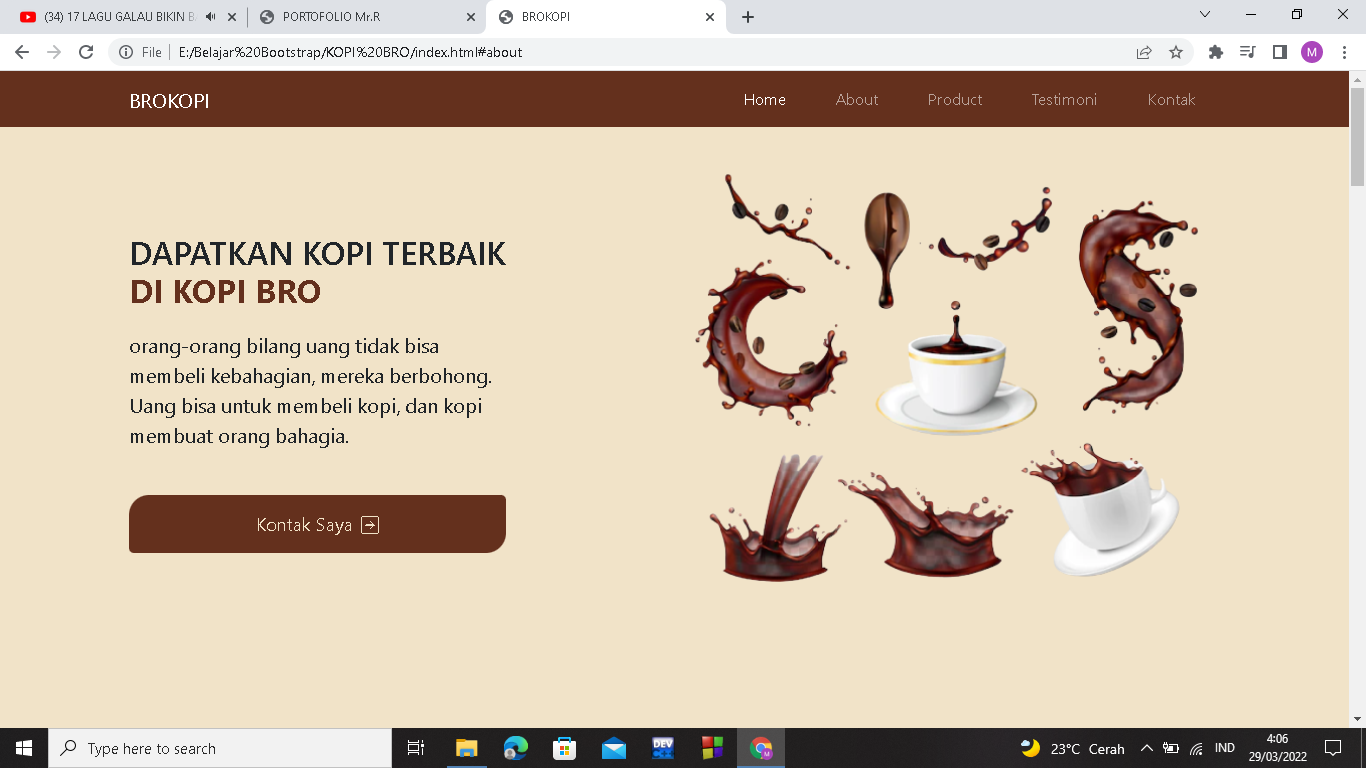 (34) 17 LAGU GALAU BIKIN B
PORTOFOLIO Mr.R
BROKOPI
File
E:/Belajar%20Bootstrap/KOPI%20BRO/index.html#about
M
BROKOPI
Home
About
Product
Testimoni
Kontak
DAPATKAN KOPI TERBAIK
DI KOPI BRO
orang-orang bilang uang tidak bisa
membeli kebahagian, mereka berbohong.
Uang bisa untuk membeli kopi, dan kopi
membuat orang bahagia.
Kontak Saya
Type here to search
DEV
M
23°C Cerah
IND
4:06
29/03/2022